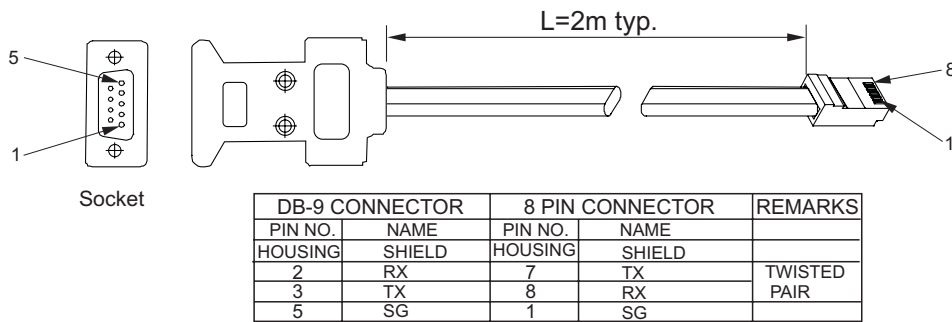 L=2m typ.
5
1
8
1
Socket
DB-9 CONNECTOR 8 PIN CONNECTOR REMARKS
PIN NO. NAME PIN NO. NAME
HOUSING SHIELD HOUSING SHIELD
2 RX 7 TX TWISTED
3 TX 8 RX PAIR
5 SG 1 SG